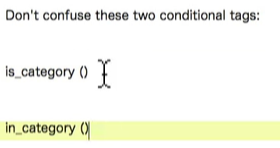 Don't confuse these two conditional tags:
is_category ()
in_category ()